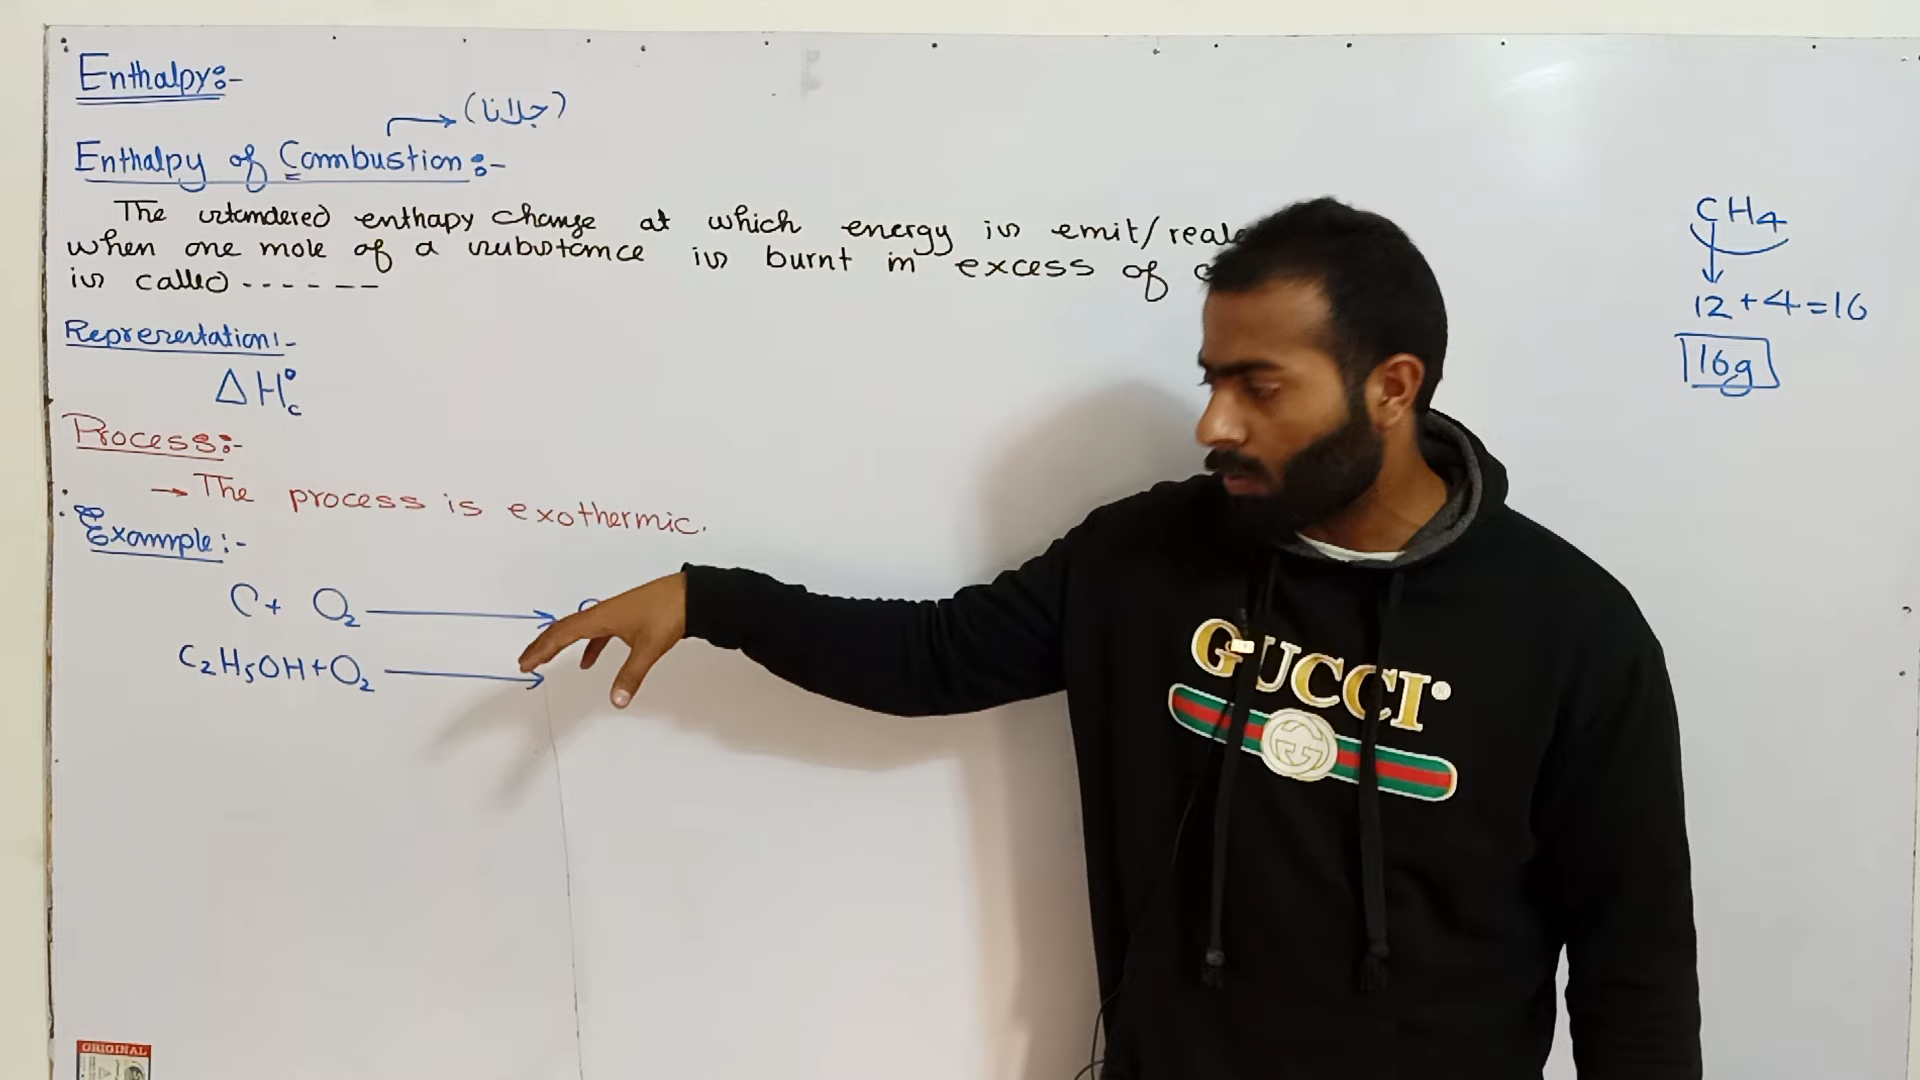 Enthalpy:-
(جلانا)
Enthalpy of Combustion:-
The standered enthapy change at which energy is emit/
when one mole of a substance is burnt in excess of
is called ------
Representation:-
ΔH°c
Process:-
→ The process is exothermic.
Example:-
C + O₂ →
C₂H₅OH + O₂ →
CH₄
12 + 4 = 16
16g
GUCCI®
ORIGINAL